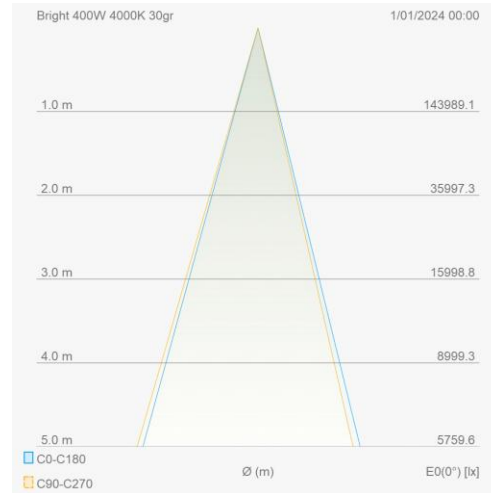 Bright 400W 4000K 30gr 1/01/2024 00:00
1.0 m 143989.1
2.0 m 35997.3
3.0 m 15998.8
4.0 m 8999.3
5.0 m 5759.6
C0-C180
Ø (m) E0(0°) [lx]
C90-C270